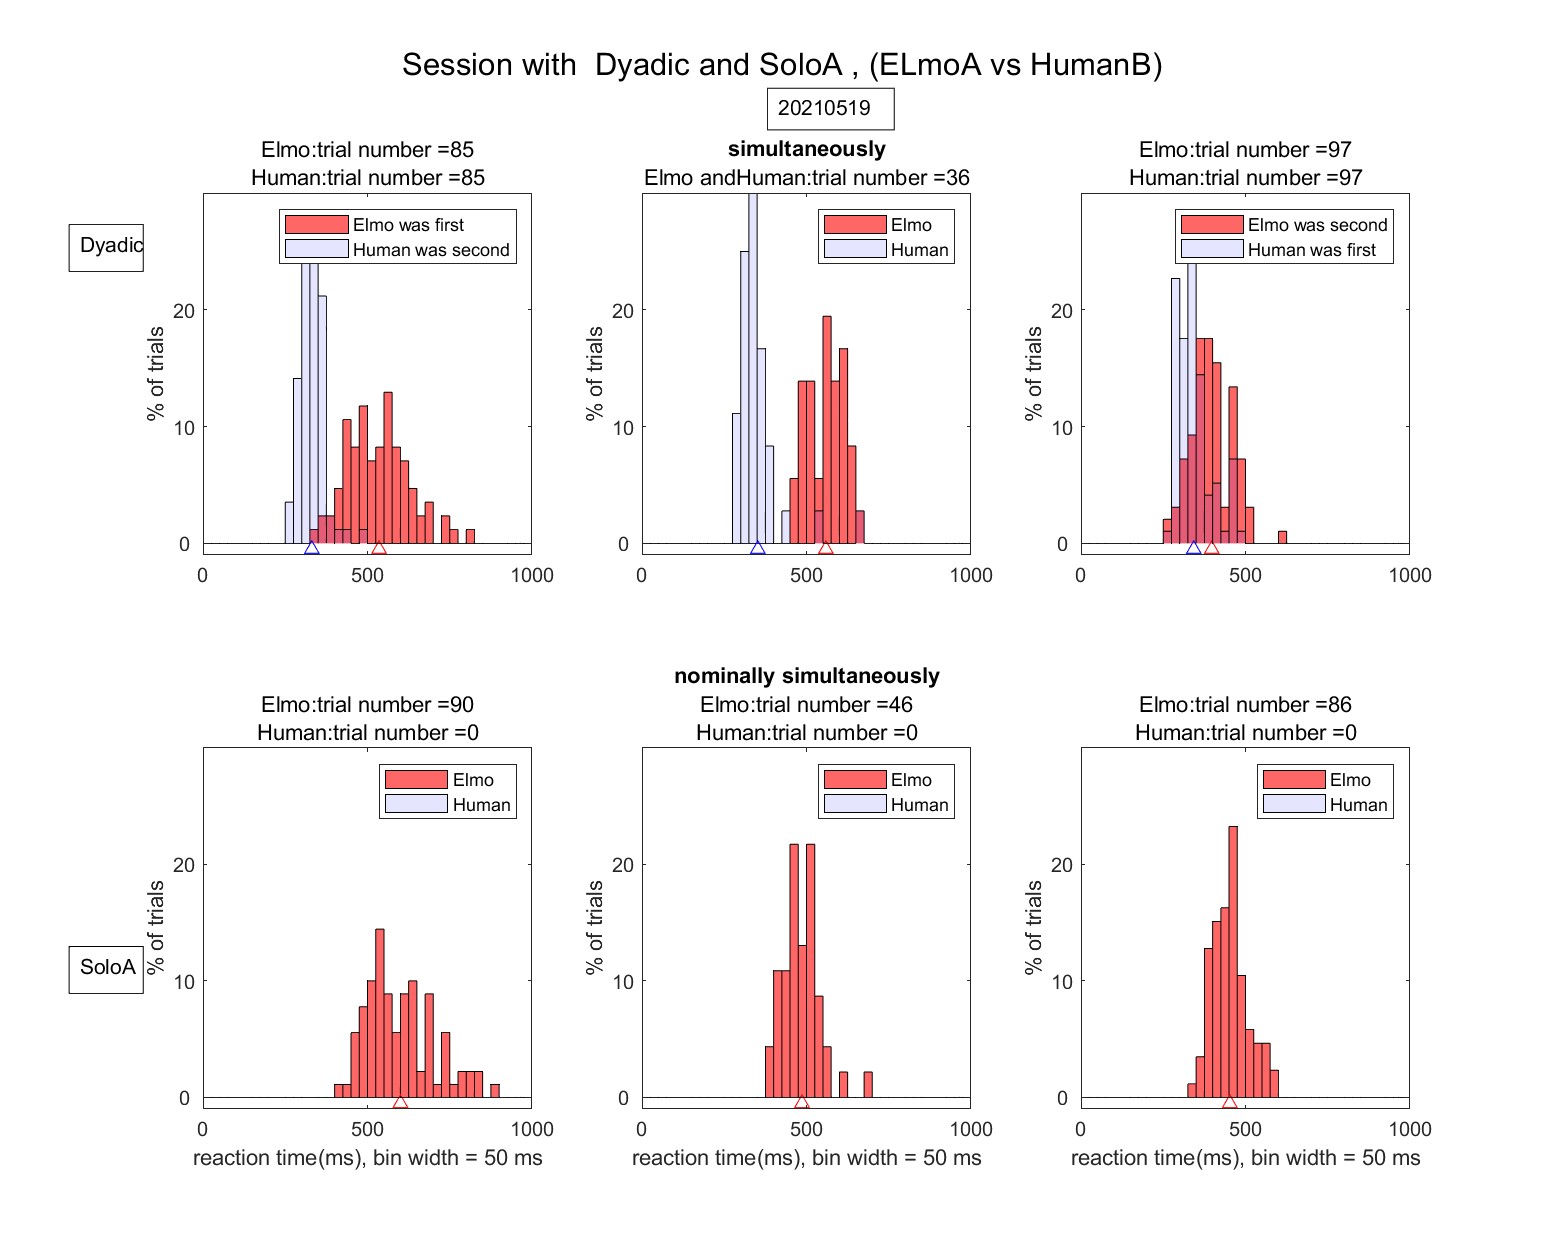 Session with  Dyadic and SoloA , (ELmoA vs HumanB)
20210519
Dyadic
Elmo:trial number =85
Human:trial number =85
Elmo was first
Human was second
% of trials
20
10
0
0 500 1000
simultaneously
Elmo andHuman:trial number =36
Elmo
Human
% of trials
20
10
0
0 500 1000
Elmo:trial number =97
Human:trial number =97
Elmo was second
Human was first
% of trials
20
10
0
0 500 1000
SoloA
Elmo:trial number =90
Human:trial number =0
Elmo
Human
% of trials
20
10
0
0 500 1000
reaction time(ms), bin width = 50 ms
nominally simultaneously
Elmo:trial number =46
Human:trial number =0
Elmo
Human
% of trials
20
10
0
0 500 1000
reaction time(ms), bin width = 50 ms
Elmo:trial number =86
Human:trial number =0
Elmo
Human
% of trials
20
10
0
0 500 1000
reaction time(ms), bin width = 50 ms